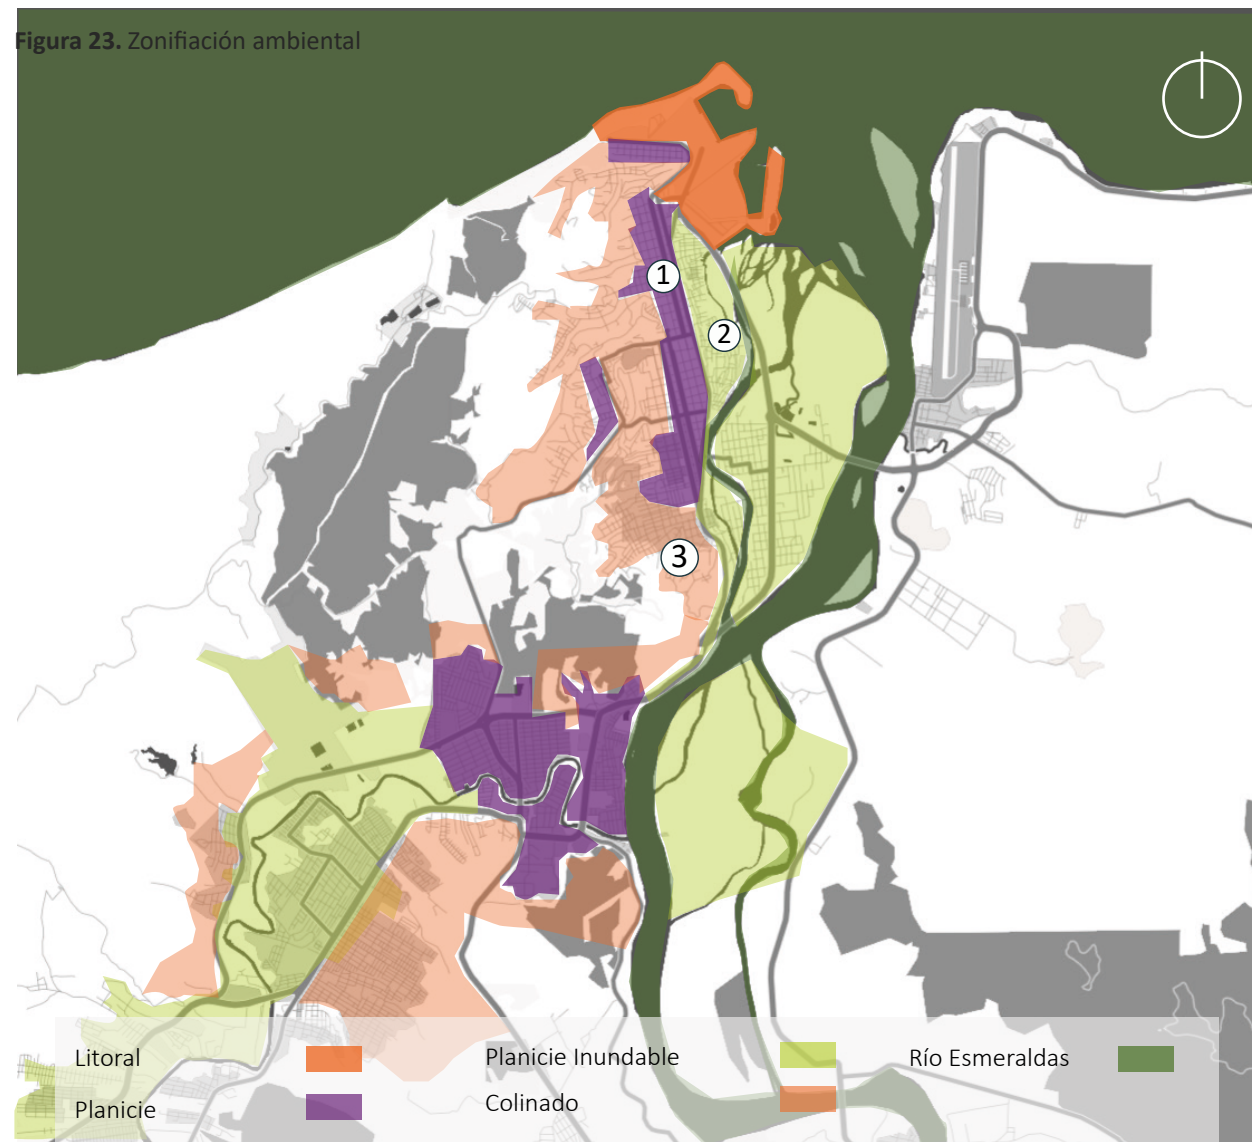 Figura 23. Zonifiación ambiental
1
2
3
Litoral
Planicie Inundable
Río Esmeraldas
Planicie
Colinado